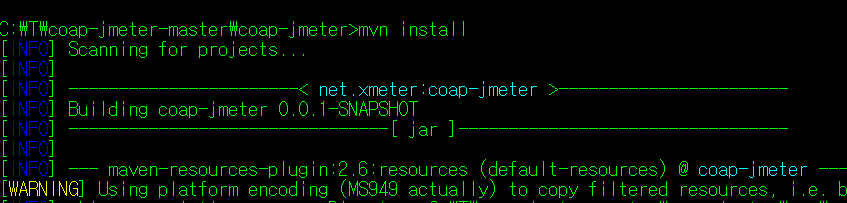 C:₩T₩coap-jmeter-master₩coap-jmeter>mvn install
[INFO] Scanning for projects...
[INFO]
[INFO] -----------------------< net.xmeter:coap-jmeter >-----------------------
[INFO] Building coap-jmeter 0.0.1-SNAPSHOT
[INFO] --------------------------------[ jar ]---------------------------------
[INFO]
[INFO] --- maven-resources-plugin:2.6:resources (default-resources) @ coap-jmeter ---
[WARNING] Using platform encoding (MS949 actually) to copy filtered resources, i.e. b